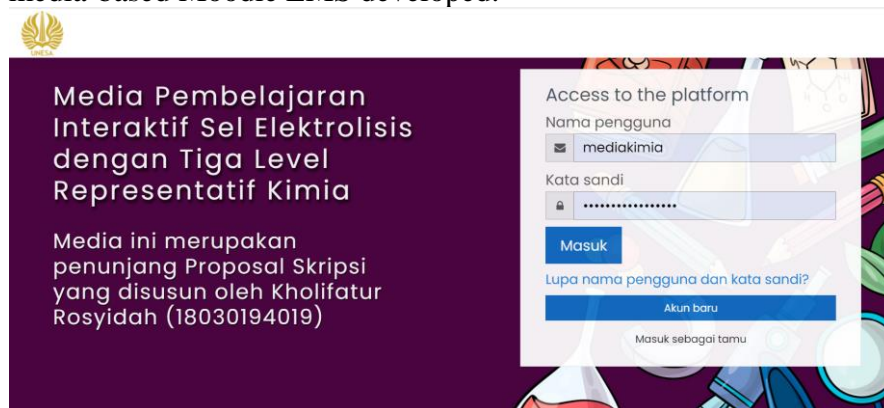 media-based Moodle LMS developed.
UNESA
Media Pembelajaran
Interaktif Sel Elektrolisis
dengan Tiga Level
Representatif Kimia
Media ini merupakan
penunjang Proposal Skripsi
yang disusun oleh Kholifatur
Rosyidah (18030194019)
Access to the platform
Nama pengguna
mediakimia
Kata sandi
•••••••••••••••••
Masuk
Lupa nama pengguna dan kata sandi?
Akun baru
Masuk sebagai tamu